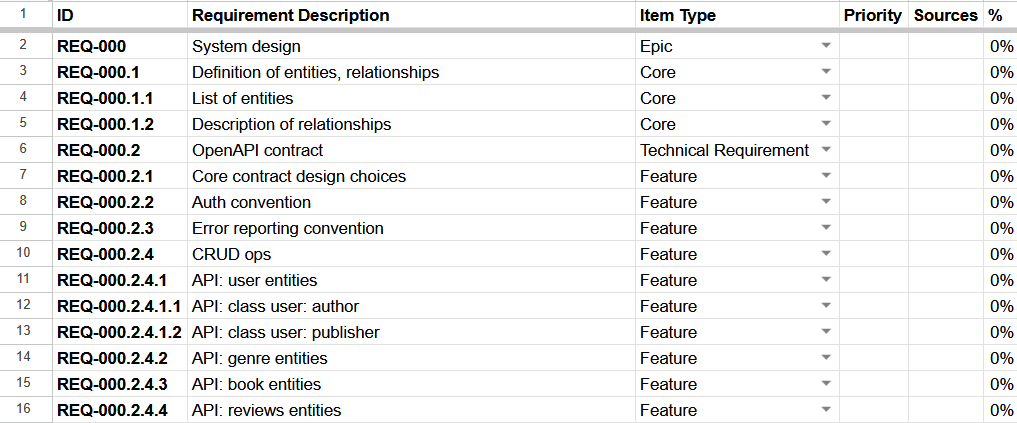 1 ID Requirement Description Item Type Priority Sources %
2 REQ-000 System design Epic 0%
3 REQ-000.1 Definition of entities, relationships Core 0%
4 REQ-000.1.1 List of entities Core 0%
5 REQ-000.1.2 Description of relationships Core 0%
6 REQ-000.2 OpenAPI contract Technical Requirement 0%
7 REQ-000.2.1 Core contract design choices Feature 0%
8 REQ-000.2.2 Auth convention Feature 0%
9 REQ-000.2.3 Error reporting convention Feature 0%
10 REQ-000.2.4 CRUD ops Feature 0%
11 REQ-000.2.4.1 API: user entities Feature 0%
12 REQ-000.2.4.1.1 API: class user: author Feature 0%
13 REQ-000.2.4.1.2 API: class user: publisher Feature 0%
14 REQ-000.2.4.2 API: genre entities Feature 0%
15 REQ-000.2.4.3 API: book entities Feature 0%
16 REQ-000.2.4.4 API: reviews entities Feature 0%